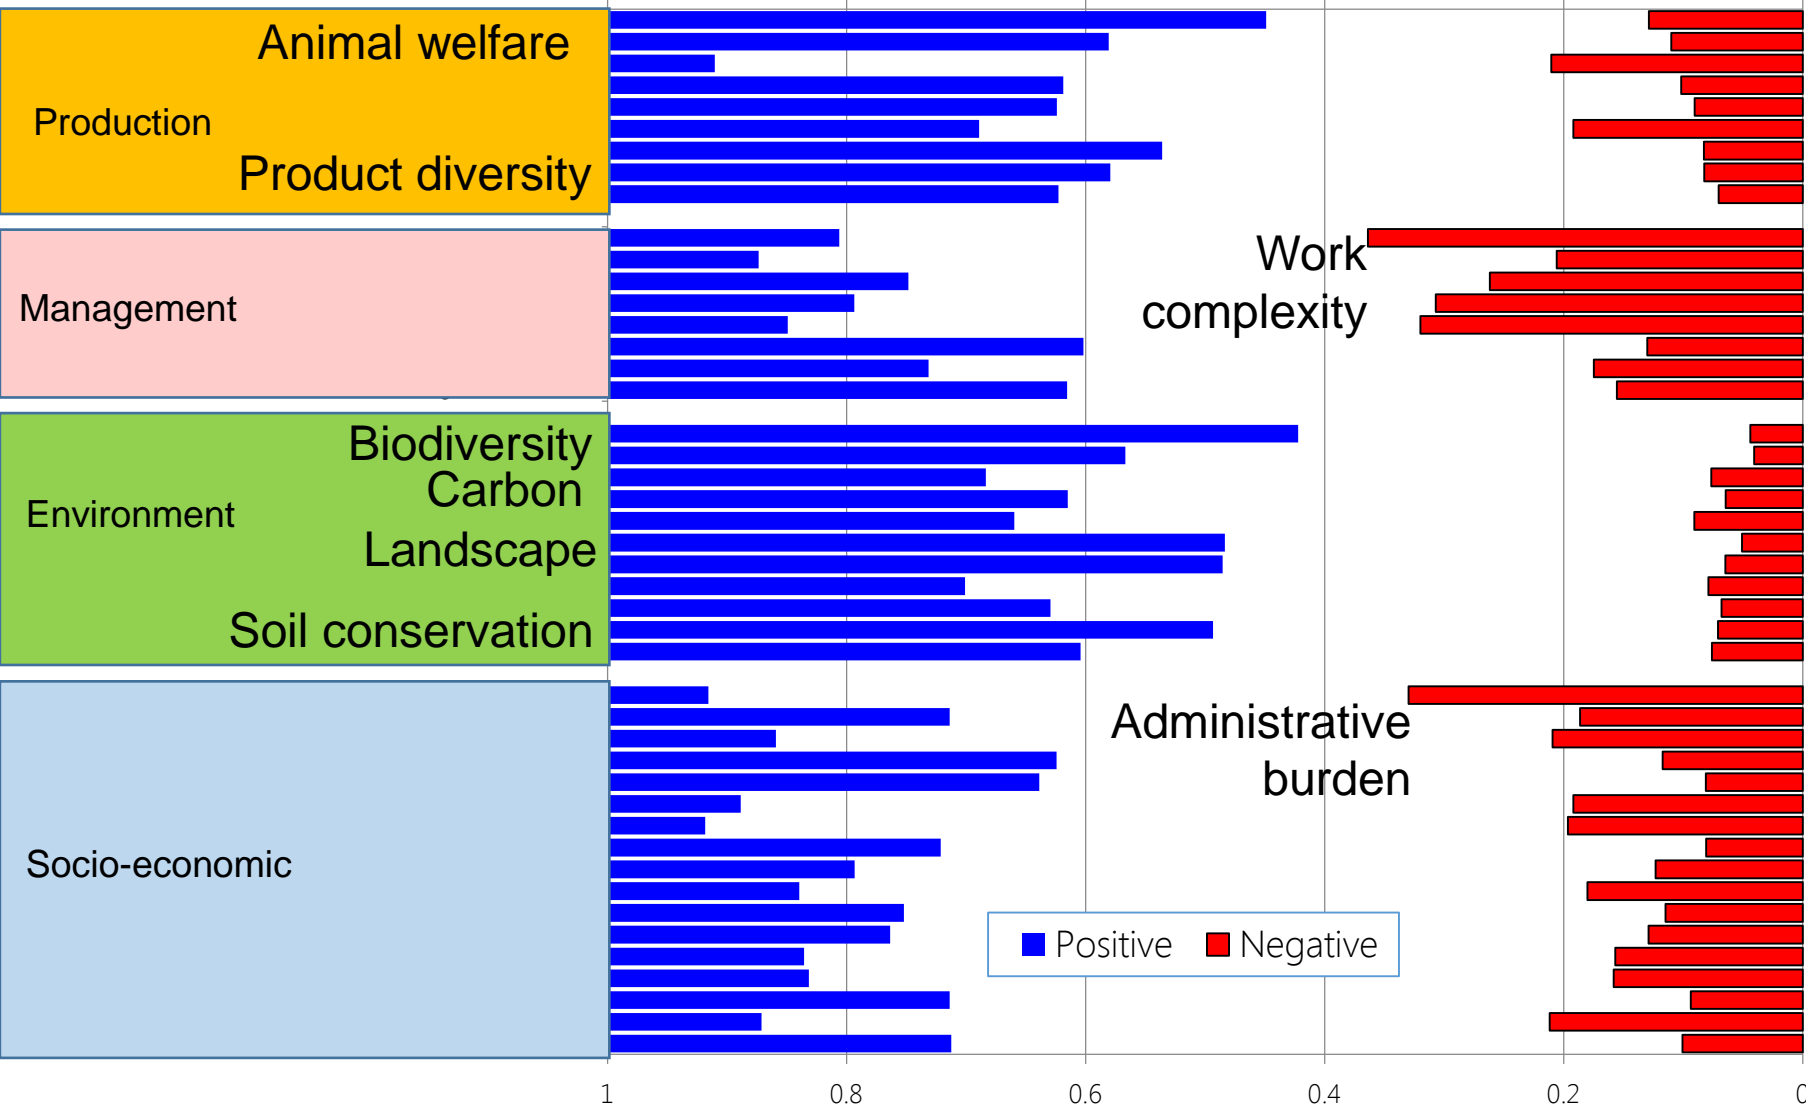 Animal welfare
Production
Product diversity
Management
Work
complexity
Biodiversity
Carbon
Environment
Landscape
Soil conservation
Administrative
burden
Socio-economic
Positive Negative
1 0.8 0.6 0.4 0.2 0